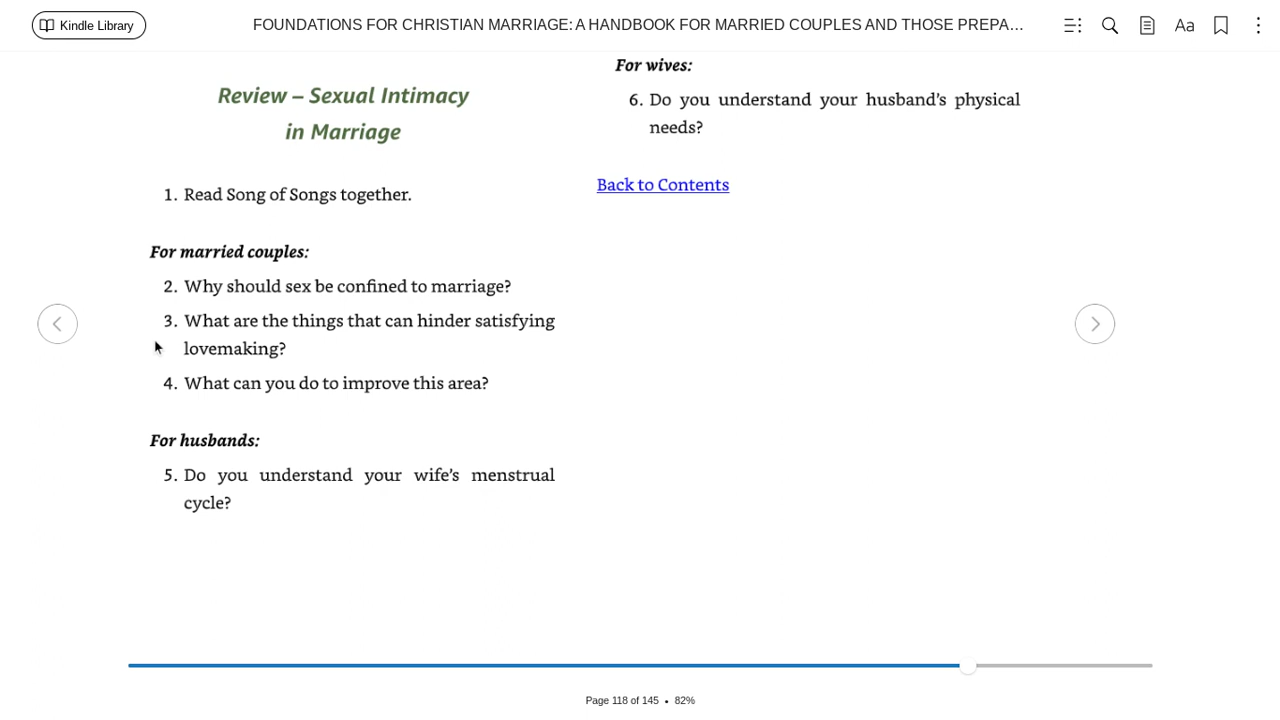 Kindle Library
FOUNDATIONS FOR CHRISTIAN MARRIAGE: A HANDBOOK FOR MARRIED COUPLES AND THOSE PREPA…
Aa
Review – Sexual Intimacy
in Marriage
1. Read Song of Songs together.
For married couples:
2. Why should sex be confined to marriage?
3. What are the things that can hinder satisfying
lovemaking?
4. What can you do to improve this area?
For husbands:
5. Do you understand your wife's menstrual
cycle?
For wives:
6. Do you understand your husband's physical
needs?
Back to Contents
Page 118 of 145 • 82%